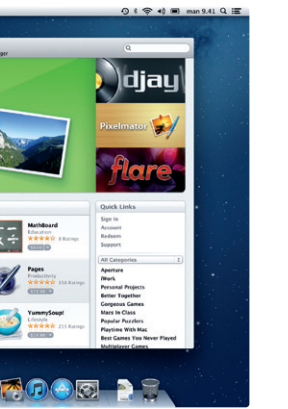 man 9.41
ger
djay
Pixelmator
flare
Quick Links
Sign In
Account
Redeem
Support
All Categories
Aperture
iWork
Personal Projects
Better Together
Gorgeous Games
Macs In Class
Popular Puzzlers
Playtime With Mac
Best Games You Never Played
Multiplayer Games
MathBoard
Education
8 Ratings
Pages
Productivity
YummySoup!
Lifestyle
215 Ratings